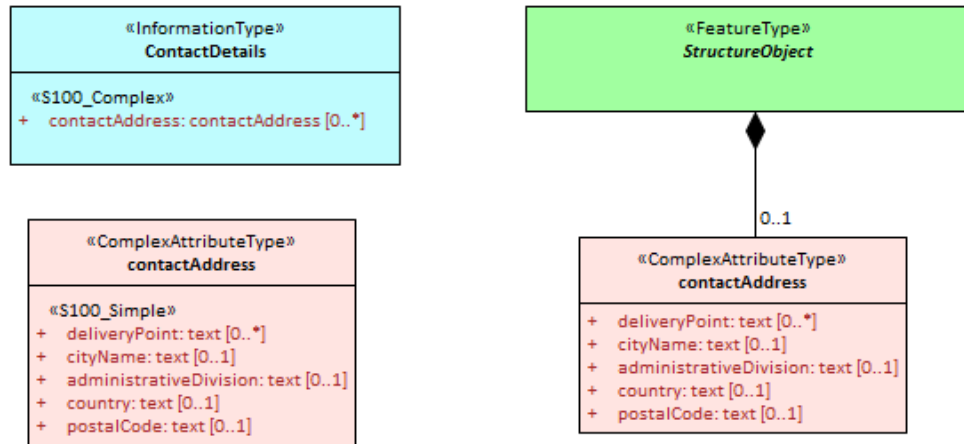 «InformationType»
ContactDetails
«S100_Complex»
+ contactAddress: contactAddress [0..*]
«ComplexAttributeType»
contactAddress
«S100_Simple»
+ deliveryPoint: text [0..*]
+ cityName: text [0..1]
+ administrativeDivision: text [0..1]
+ country: text [0..1]
+ postalCode: text [0..1]
«FeatureType»
StructureObject
0..1
«ComplexAttributeType»
contactAddress
+ deliveryPoint: text [0..*]
+ cityName: text [0..1]
+ administrativeDivision: text [0..1]
+ country: text [0..1]
+ postalCode: text [0..1]